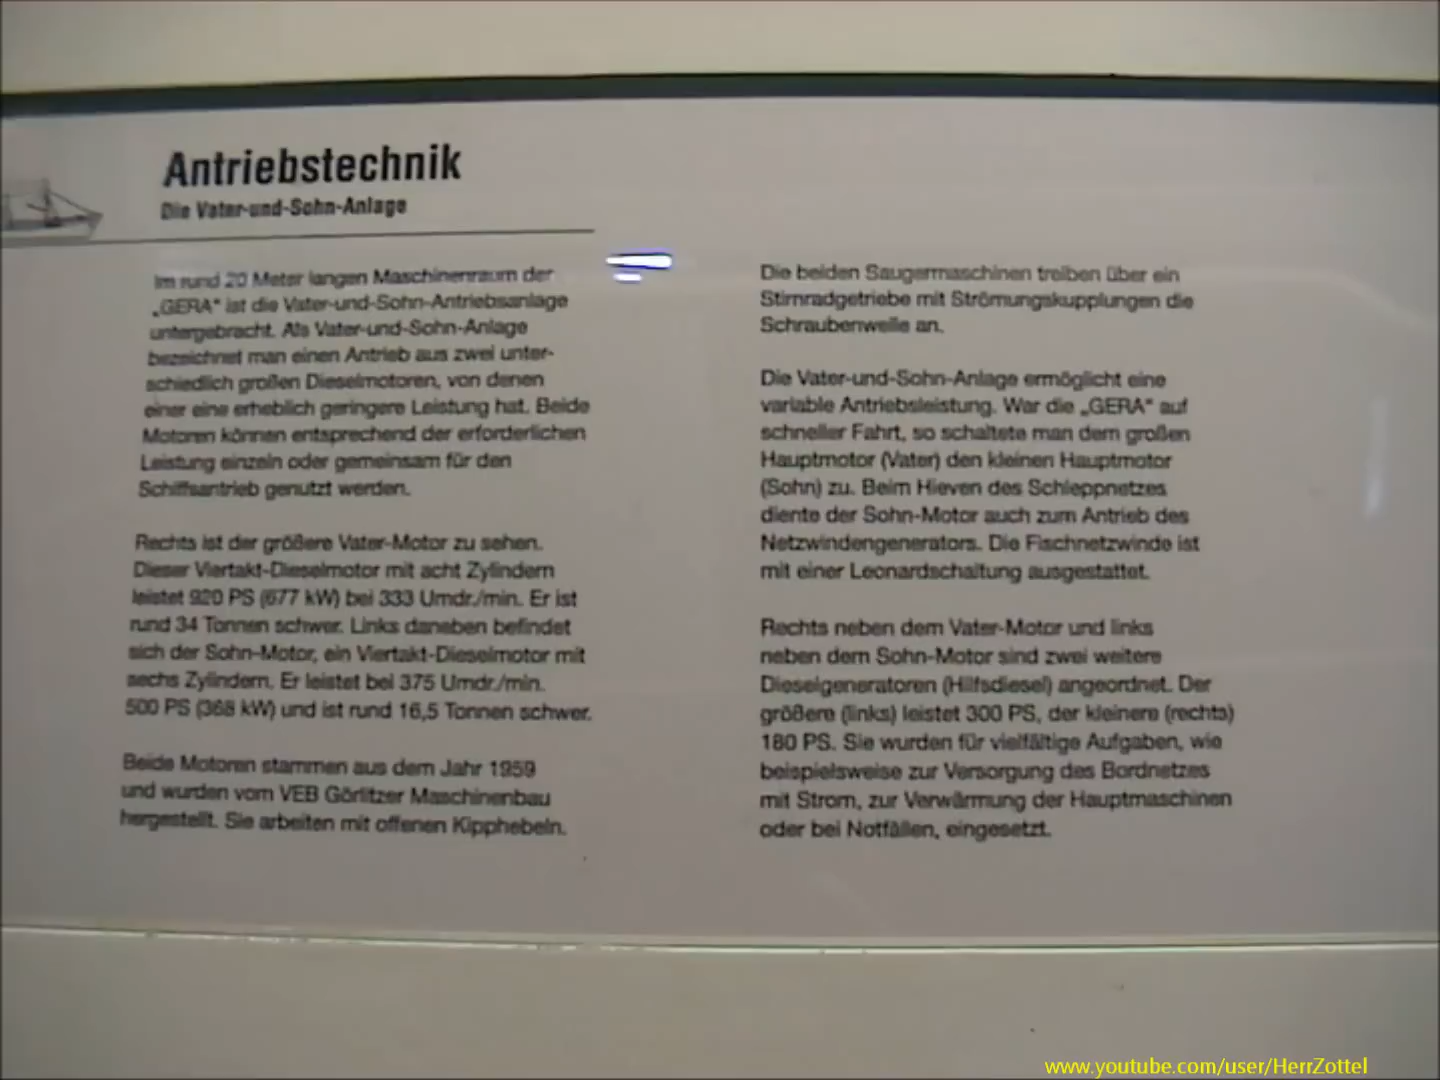 Antriebstechnik
Die Vater-und-Sohn-Anlage
Im rund 20 Meter langen Maschinenraum der
„GERA“ ist die Vater-und-Sohn-Antriebsanlage
untergebracht. Als Vater-und-Sohn-Anlage
bezeichnet man einen Antrieb aus zwei unter-
schiedlich großen Dieselmotoren, von denen
einer eine erheblich geringere Leistung hat. Beide
Motoren können entsprechend der erforderlichen
Leistung einzeln oder gemeinsam für den
Schiffsantrieb genutzt werden.
Rechts ist der größere Vater-Motor zu sehen.
Dieser Viertakt-Dieselmotor mit acht Zylindern
leistet 920 PS (677 kW) bei 333 Umdr./min. Er ist
rund 34 Tonnen schwer. Links daneben befindet
sich der Sohn-Motor, ein Viertakt-Dieselmotor mit
sechs Zylindern. Er leistet bei 375 Umdr./min.
500 PS (368 kW) und ist rund 16,5 Tonnen schwer.
Beide Motoren stammen aus dem Jahr 1959
und wurden vom VEB Görlitzer Maschinenbau
hergestellt. Sie arbeiten mit offenen Kipphebeln.
Die beiden Saugermaschinen treiben über ein
Stirnradgetriebe mit Strömungskupplungen die
Schraubenwelle an.
Die Vater-und-Sohn-Anlage ermöglicht eine
variable Antriebsleistung. War die „GERA“ auf
schneller Fahrt, so schaltete man dem großen
Hauptmotor (Vater) den kleinen Hauptmotor
(Sohn) zu. Beim Hieven des Schleppnetzes
diente der Sohn-Motor auch zum Antrieb des
Netzwindengenerators. Die Fischnetzwinde ist
mit einer Leonardschaltung ausgestattet.
Rechts neben dem Vater-Motor und links
neben dem Sohn-Motor sind zwei weitere
Dieselgeneratoren (Hilfsdiesel) angeordnet. Der
größere (links) leistet 300 PS, der kleinere (rechts)
180 PS. Sie wurden für vielfältige Aufgaben, wie
beispielsweise zur Versorgung des Bordnetzes
mit Strom, zur Verwärmung der Hauptmaschinen
oder bei Notfällen, eingesetzt.
www.youtube.com/user/HerrZottel